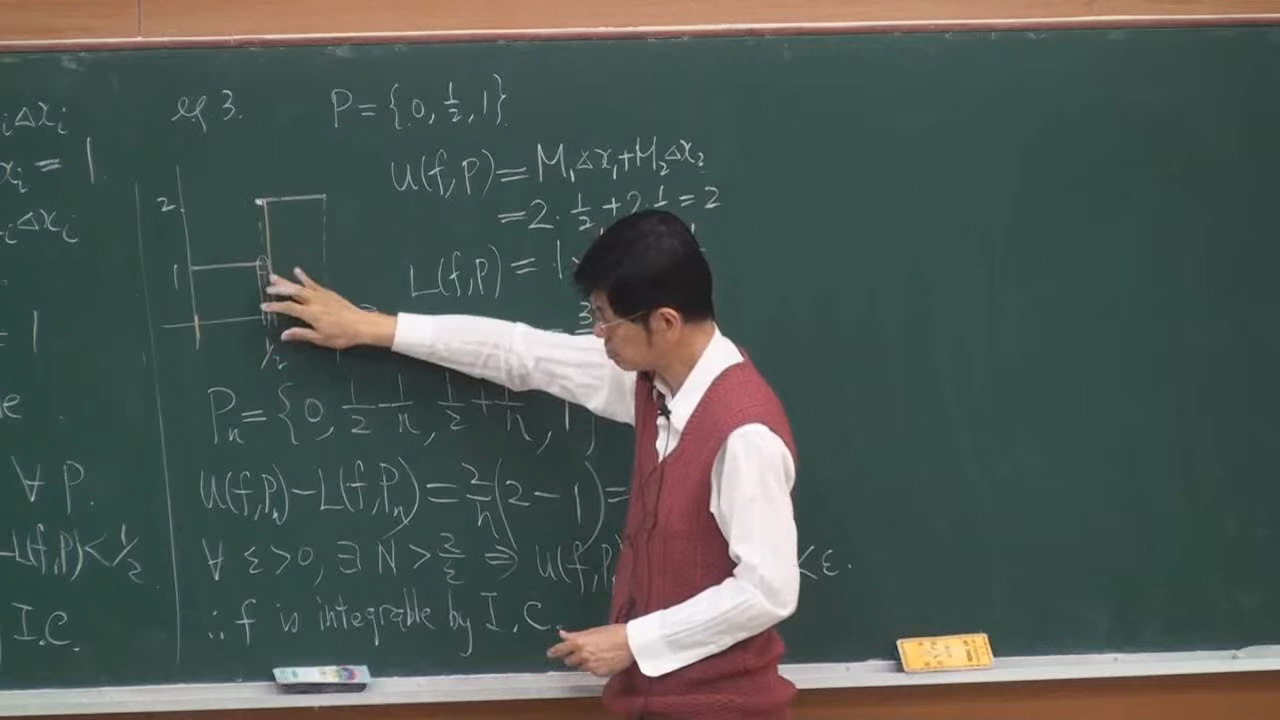 iΔxᵢ
xᵢ = 1
iΔxᵢ
= 1
∀ P.
L(f,P) < 1/2
I.C.
eg 3.
P = {0, 1/2, 1}
U(f,P) = M₁Δx₁ + M₂Δx₂
= 2 · 1/2 + 2 · 1/2 = 2
L(f,P) = 1
= 3
2
1
1/2
Pₙ = {0, 1/2 - 1/n, 1/2 + 1/n, 1}
U(f,Pₙ) - L(f,Pₙ) = 2/n (2 - 1) =
∀ ε > 0, ∃ N > 2/ε ⇒ U(f,P < ε.
∴ f is integrable by I.C.